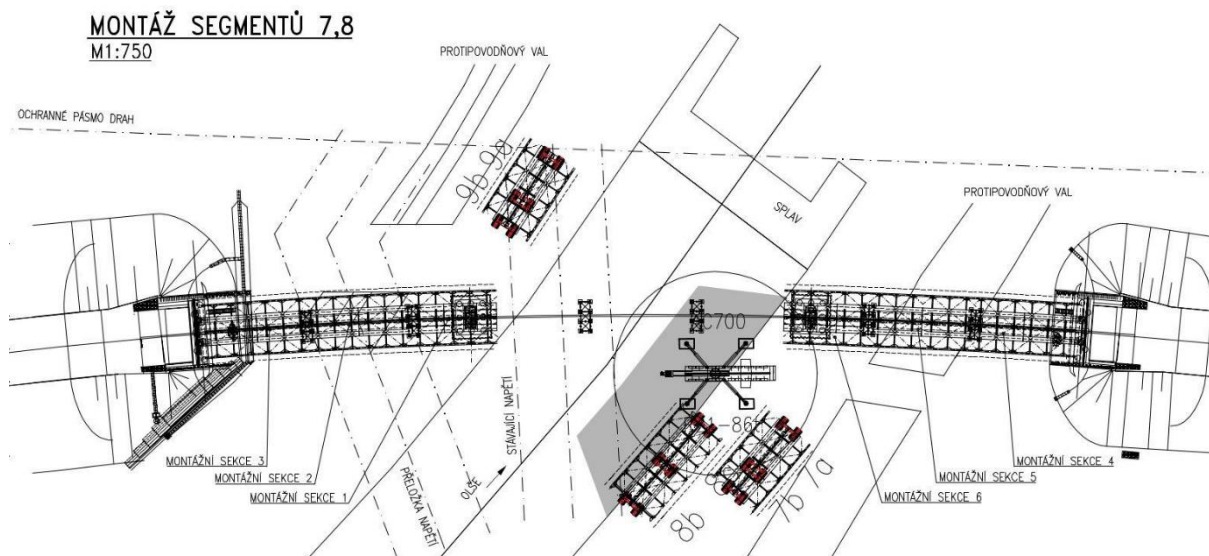 MONTÁŽ SEGMENTŮ 7,8
M1:750
PROTIPOVODŇOVÝ VAL
OCHRANNÉ PÁSMO DRAH
9b 9a
PROTIPOVODŇOVÝ VAL
SPLAV
C700
STÁVAJÍCÍ NAPĚTÍ
MONTÁŽNÍ SEKCE 3
MONTÁŽNÍ SEKCE 2
MONTÁŽNÍ SEKCE 1
PŘELOŽKA NAPĚTÍ
OLŠE
8b
7b 7a
MONTÁŽNÍ SEKCE 4
MONTÁŽNÍ SEKCE 5
MONTÁŽNÍ SEKCE 6